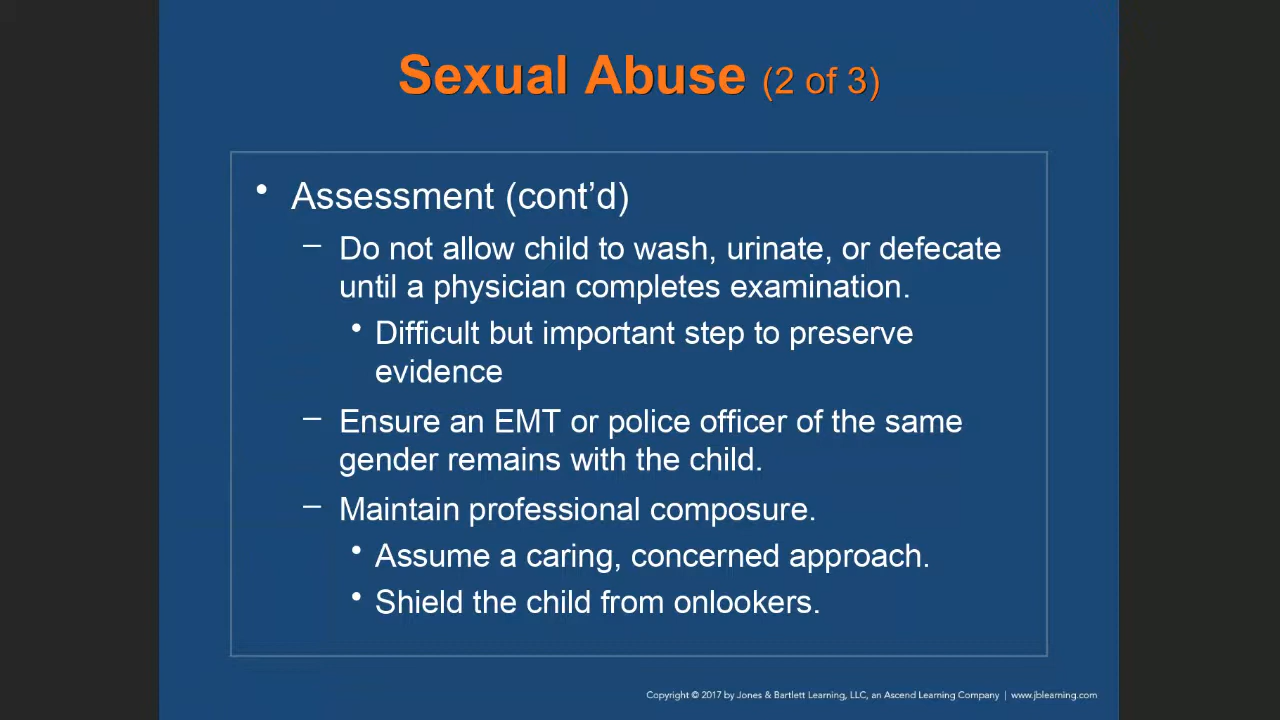 Sexual Abuse (2 of 3)
• Assessment (cont’d)
– Do not allow child to wash, urinate, or defecate
until a physician completes examination.
• Difficult but important step to preserve
evidence
– Ensure an EMT or police officer of the same
gender remains with the child.
– Maintain professional composure.
• Assume a caring, concerned approach.
• Shield the child from onlookers.
Copyright © 2017 by Jones & Bartlett Learning, LLC, an Ascend Learning Company | www.jblearning.com